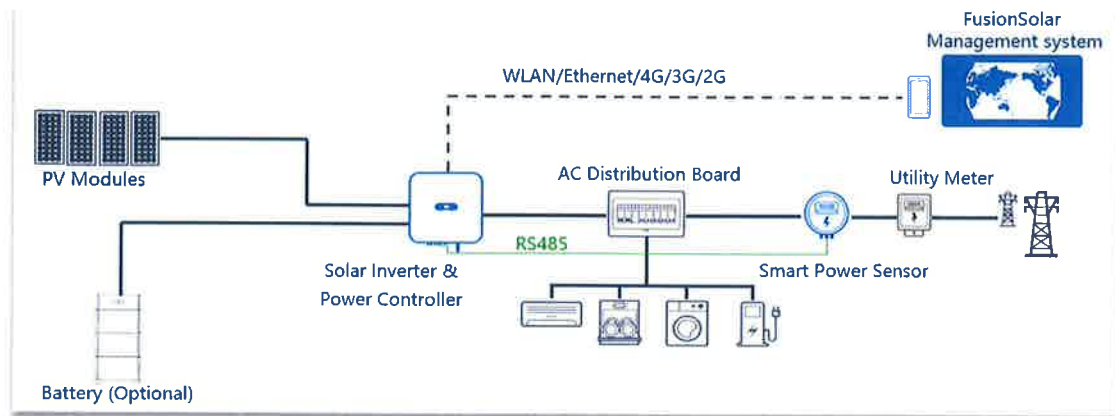 FusionSolar
Management system
WLAN/Ethernet/4G/3G/2G
PV Modules
AC Distribution Board
Utility Meter
RS485
Solar Inverter &
Power Controller
Smart Power Sensor
Battery (Optional)